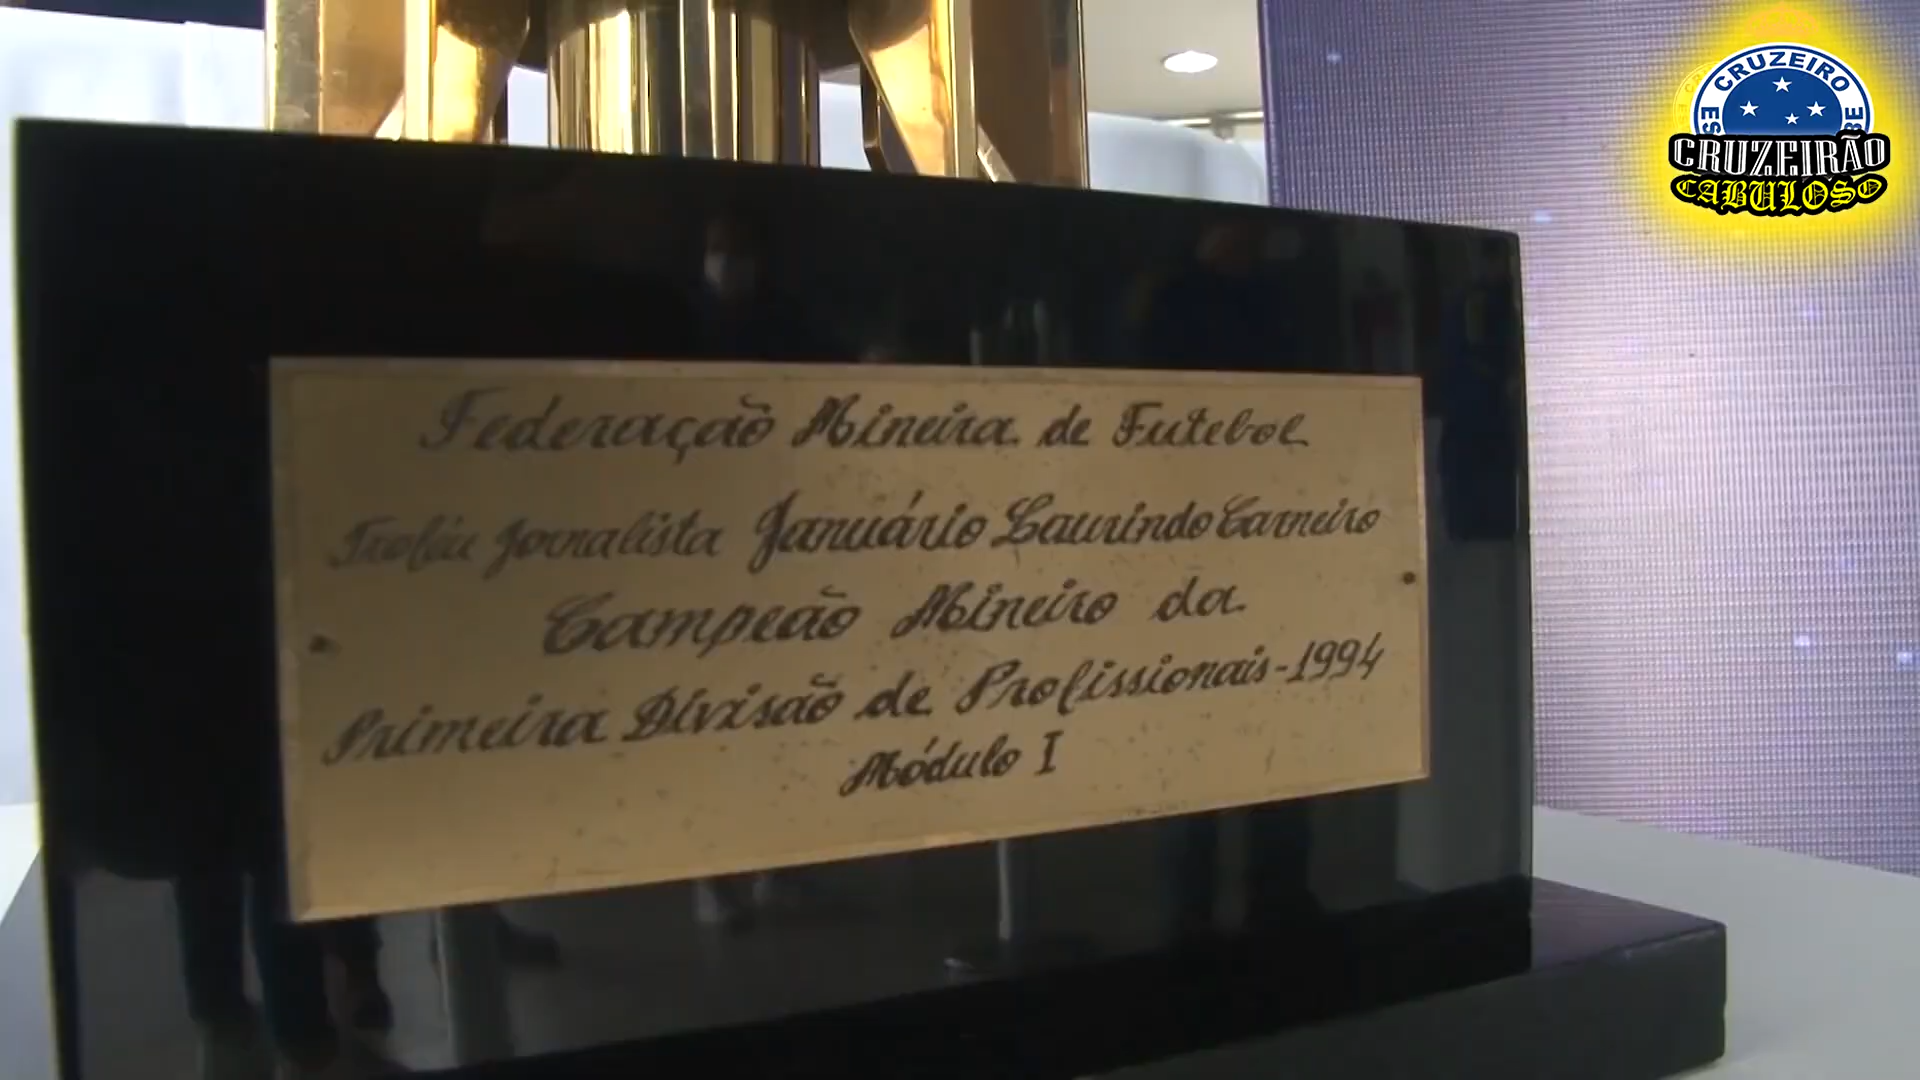 CRUZEIRO
CRUZEIRÃO
CABULOSO
Federação Mineira de Futebol
Troféu Jornalista Januário Laurindo Carneiro
Campeão Mineiro da
Primeira Divisão de Profissionais-1994
Módulo I